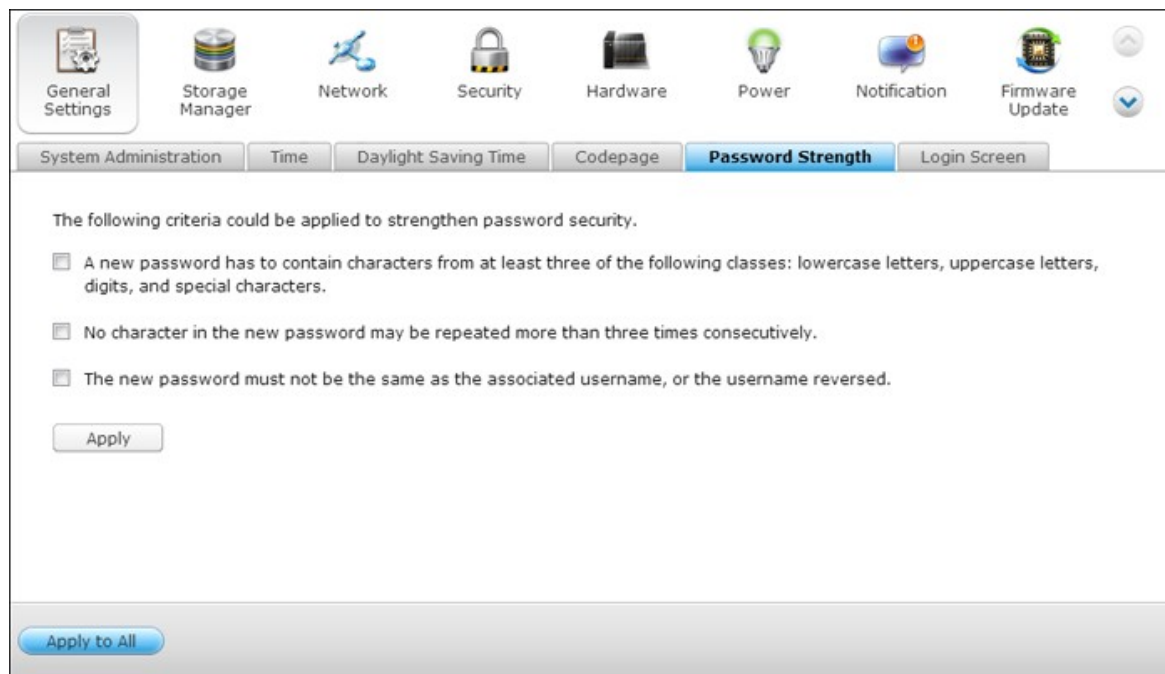 General
Settings
Storage
Manager
Network
Security
Hardware
Power
Notification
Firmware
Update
System Administration
Time
Daylight Saving Time
Codepage
Password Strength
Login Screen
The following criteria could be applied to strengthen password security.
A new password has to contain characters from at least three of the following classes: lowercase letters, uppercase letters,
digits, and special characters.
No character in the new password may be repeated more than three times consecutively.
The new password must not be the same as the associated username, or the username reversed.
Apply
Apply to All